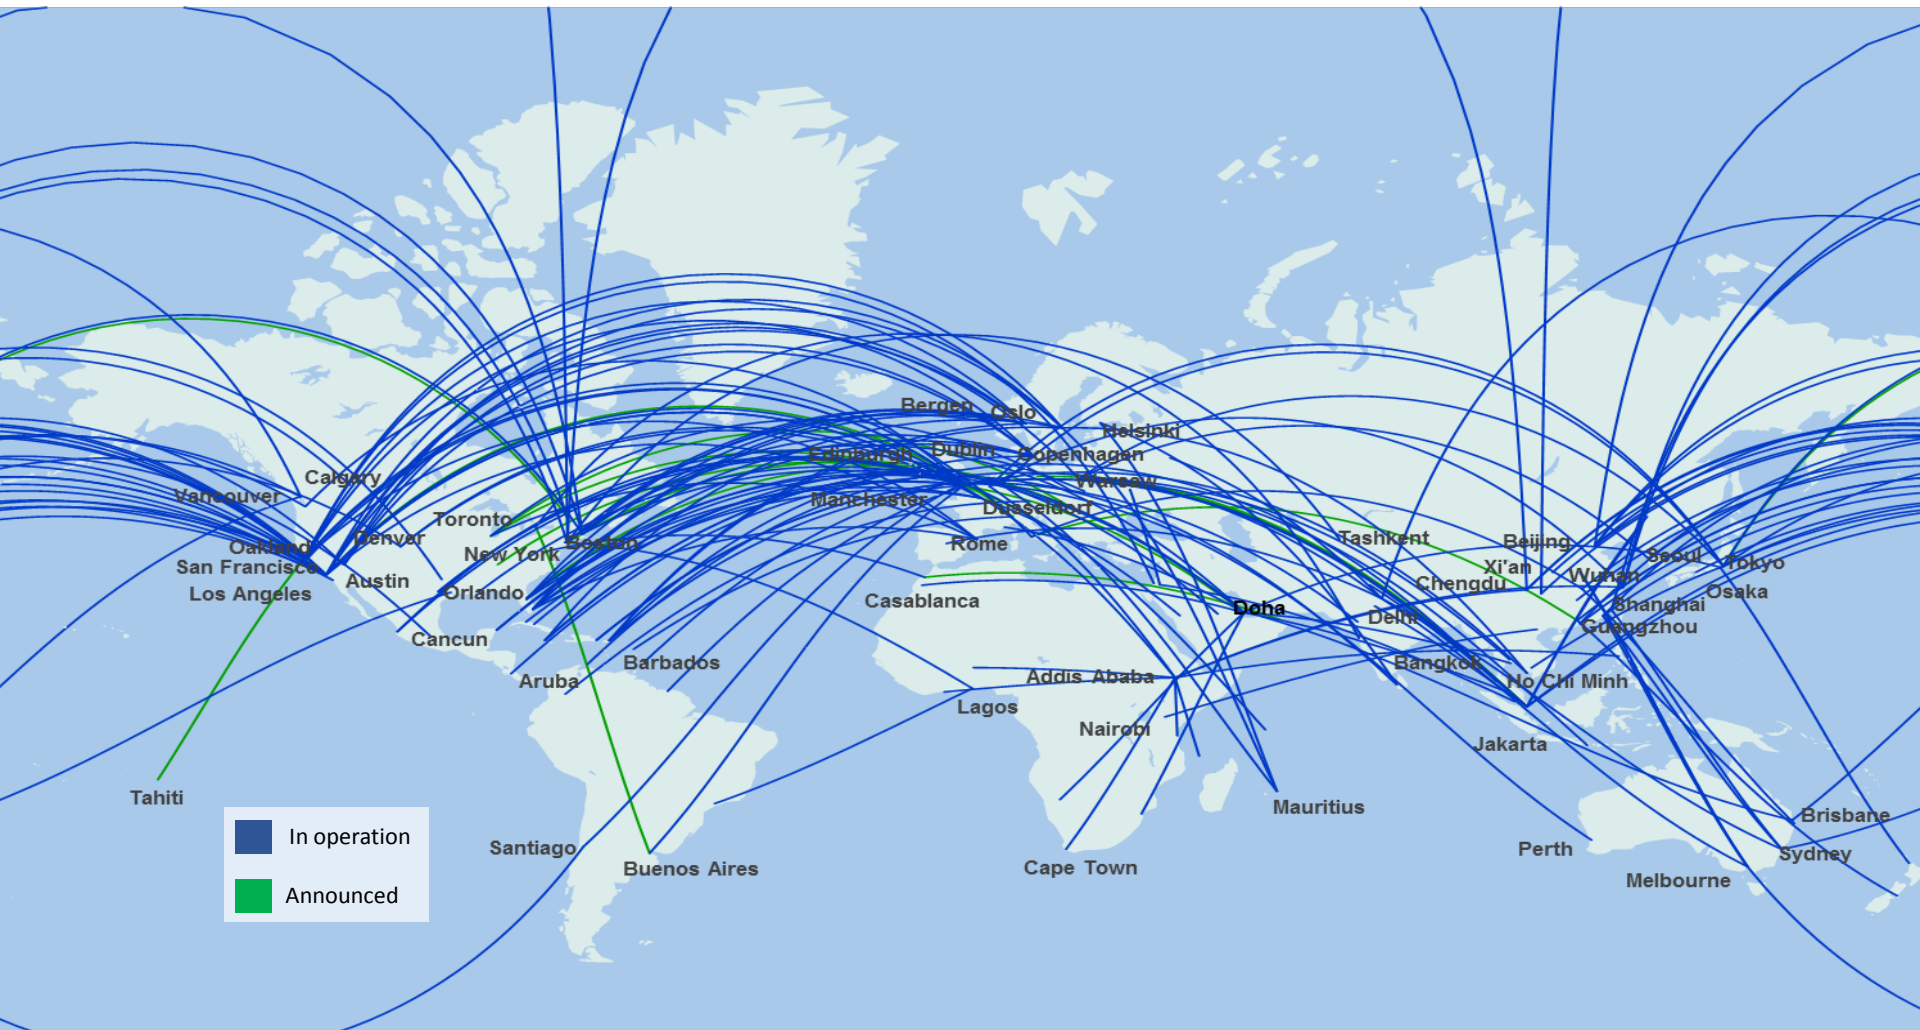 Bergen
Oslo
Helsinki
Edinburgh
Dublin
Copenhagen
Calgary
Warsaw
Vancouver
Manchester
Dusseldorf
Toronto
Denver
Tashkent
Beijing
Oakland
New York
Boston
Rome
Seoul
Tokyo
San Francisco
Xi'an
Wuhan
Austin
Chengdu
Los Angeles
Orlando
Casablanca
Doha
Delhi
Shanghai
Osaka
Guangzhou
Cancun
Barbados
Bangkok
Aruba
Addis Ababa
Ho Chi Minh
Lagos
Nairobi
Jakarta
Tahiti
Mauritius
Brisbane
In operation
Santiago
Perth
Sydney
Buenos Aires
Cape Town
Melbourne
Announced